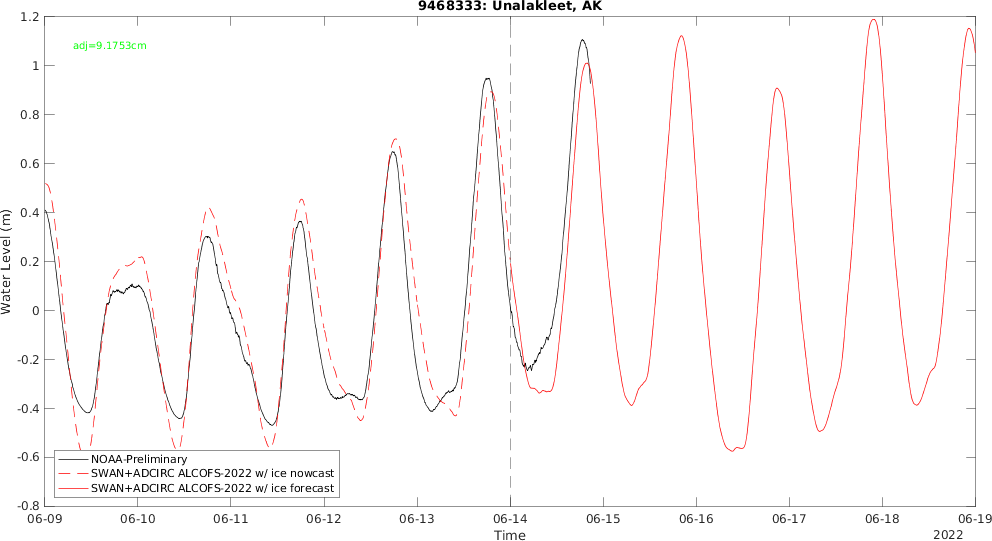 9468333: Unalakleet, AK
adj=9.1753cm
1.2
1
0.8
0.6
0.4
0.2
0
-0.2
-0.4
-0.6
-0.8
Water Level (m)
NOAA-Preliminary
SWAN+ADCIRC ALCOFS-2022 w/ ice nowcast
SWAN+ADCIRC ALCOFS-2022 w/ ice forecast
06-09 06-10 06-11 06-12 06-13 06-14 06-15 06-16 06-17 06-18 06-19
Time
2022